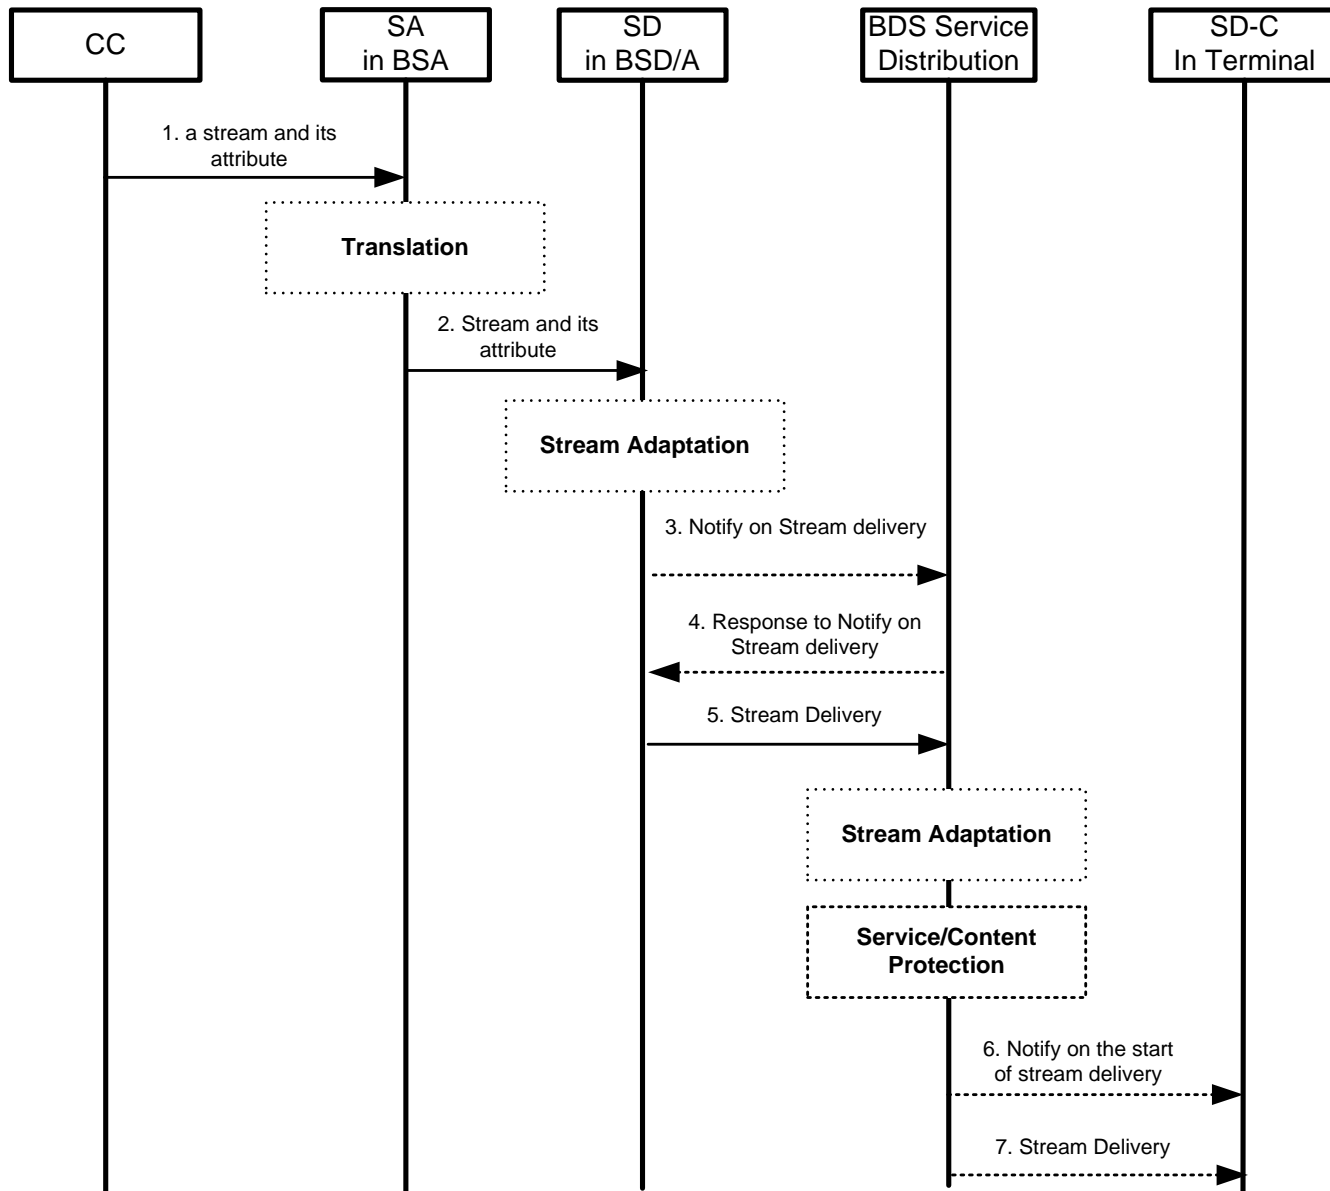 CC
SA
in BSA
SD
in BSD/A
BDS Service
Distribution
SD-C
In Terminal
1. a stream and its
attribute
Translation
2. Stream and its
attribute
Stream Adaptation
3. Notify on Stream delivery
4. Response to Notify on
Stream delivery
5. Stream Delivery
Stream Adaptation
Service/Content
Protection
6. Notify on the start
of stream delivery
7. Stream Delivery